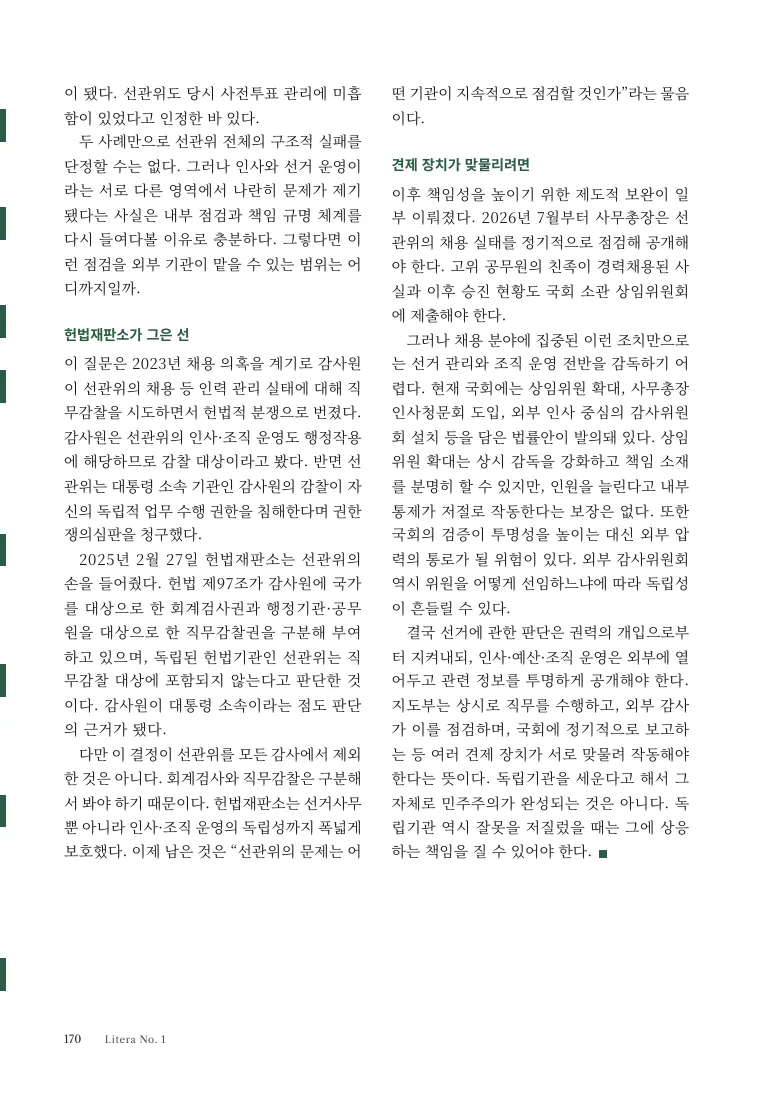 이 됐다. 선관위도 당시 사전투표 관리에 미흡
함이 있었다고 인정한 바 있다.
두 사례만으로 선관위 전체의 구조적 실패를
단정할 수는 없다. 그러나 인사와 선거 운영이
라는 서로 다른 영역에서 나란히 문제가 제기
됐다는 사실은 내부 점검과 책임 규명 체계를
다시 들여다볼 이유로 충분하다. 그렇다면 이
런 점검을 외부 기관이 맡을 수 있는 범위는 어
디까지일까.
헌법재판소가 그은 선
이 질문은 2023년 채용 의혹을 계기로 감사원
이 선관위의 채용 등 인력 관리 실태에 대해 직
무감찰을 시도하면서 헌법적 분쟁으로 번졌다.
감사원은 선관위의 인사·조직 운영도 행정작용
에 해당하므로 감찰 대상이라고 봤다. 반면 선
관위는 대통령 소속 기관인 감사원의 감찰이 자
신의 독립적 업무 수행 권한을 침해한다며 권한
쟁의심판을 청구했다.
2025년 2월 27일 헌법재판소는 선관위의
손을 들어줬다. 헌법 제97조가 감사원에 국가
를 대상으로 한 회계검사권과 행정기관·공무
원을 대상으로 한 직무감찰권을 구분해 부여
하고 있으며, 독립된 헌법기관인 선관위는 직
무감찰 대상에 포함되지 않는다고 판단한 것
이다. 감사원이 대통령 소속이라는 점도 판단
의 근거가 됐다.
다만 이 결정이 선관위를 모든 감사에서 제외
한 것은 아니다. 회계검사와 직무감찰은 구분해
서 봐야 하기 때문이다. 헌법재판소는 선거사무
뿐 아니라 인사·조직 운영의 독립성까지 폭넓게
보호했다. 이제 남은 것은 “선관위의 문제는 어
떤 기관이 지속적으로 점검할 것인가”라는 물음
이다.
견제 장치가 맞물리려면
이후 책임성을 높이기 위한 제도적 보완이 일
부 이뤄졌다. 2026년 7월부터 사무총장은 선
관위의 채용 실태를 정기적으로 점검해 공개해
야 한다. 고위 공무원의 친족이 경력채용된 사
실과 이후 승진 현황도 국회 소관 상임위원회
에 제출해야 한다.
그러나 채용 분야에 집중된 이런 조치만으로
는 선거 관리와 조직 운영 전반을 감독하기 어
렵다. 현재 국회에는 상임위원 확대, 사무총장
인사청문회 도입, 외부 인사 중심의 감사위원
회 설치 등을 담은 법률안이 발의돼 있다. 상임
위원 확대는 상시 감독을 강화하고 책임 소재
를 분명히 할 수 있지만, 인원을 늘린다고 내부
통제가 저절로 작동한다는 보장은 없다. 또한
국회의 검증이 투명성을 높이는 대신 외부 압
력의 통로가 될 위험이 있다. 외부 감사위원회
역시 위원을 어떻게 선임하느냐에 따라 독립성
이 흔들릴 수 있다.
결국 선거에 관한 판단은 권력의 개입으로부
터 지켜내되, 인사·예산·조직 운영은 외부에 열
어두고 관련 정보를 투명하게 공개해야 한다.
지도부는 상시로 직무를 수행하고, 외부 감사
가 이를 점검하며, 국회에 정기적으로 보고하
는 등 여러 견제 장치가 서로 맞물려 작동해야
한다는 뜻이다. 독립기관을 세운다고 해서 그
자체로 민주주의가 완성되는 것은 아니다. 독
립기관 역시 잘못을 저질렀을 때는 그에 상응
하는 책임을 질 수 있어야 한다. ■
170 Litera No. 1